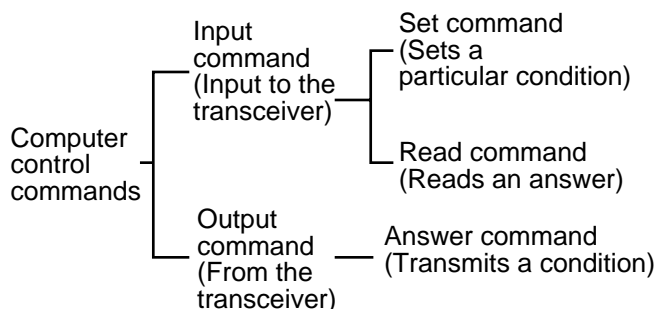 Computer
control
commands
Input
command
(Input to the
transceiver)
Set command
(Sets a
particular condition)
Read command
(Reads an answer)
Output
command
(From the
transceiver)
Answer command
(Transmits a condition)